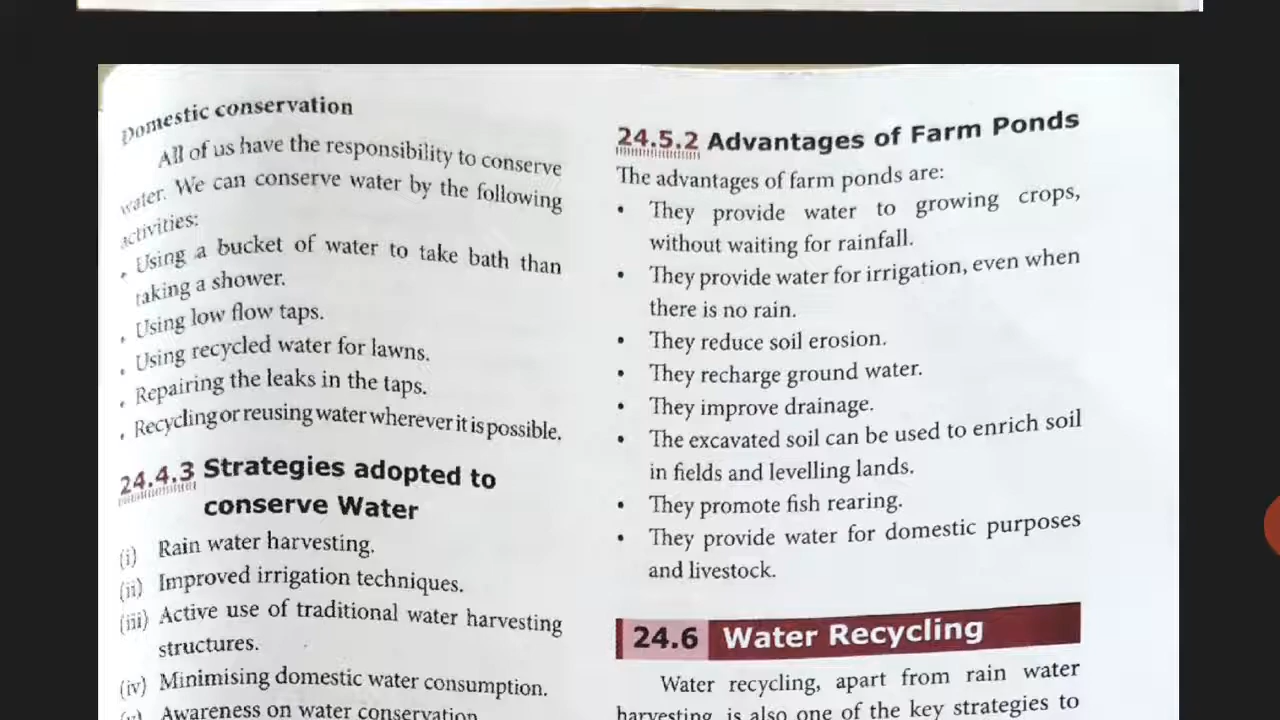 Domestic conservation
All of us have the responsibility to conserve
water. We can conserve water by the following
activities:
• Using a bucket of water to take bath than
taking a shower.
• Using low flow taps.
• Using recycled water for lawns.
• Repairing the leaks in the taps.
• Recycling or reusing water wherever it is possible.
24.4.3 Strategies adopted to
conserve Water
(i) Rain water harvesting.
(ii) Improved irrigation techniques.
(iii) Active use of traditional water harvesting
structures.
(iv) Minimising domestic water consumption.
(v) Awareness on water conservation
24.5.2 Advantages of Farm Ponds
The advantages of farm ponds are:
• They provide water to growing crops,
without waiting for rainfall.
• They provide water for irrigation, even when
there is no rain.
• They reduce soil erosion.
• They recharge ground water.
• They improve drainage.
• The excavated soil can be used to enrich soil
in fields and levelling lands.
• They promote fish rearing.
• They provide water for domestic purposes
and livestock.
24.6 Water Recycling
Water recycling, apart from rain water
harvesting, is also one of the key strategies to